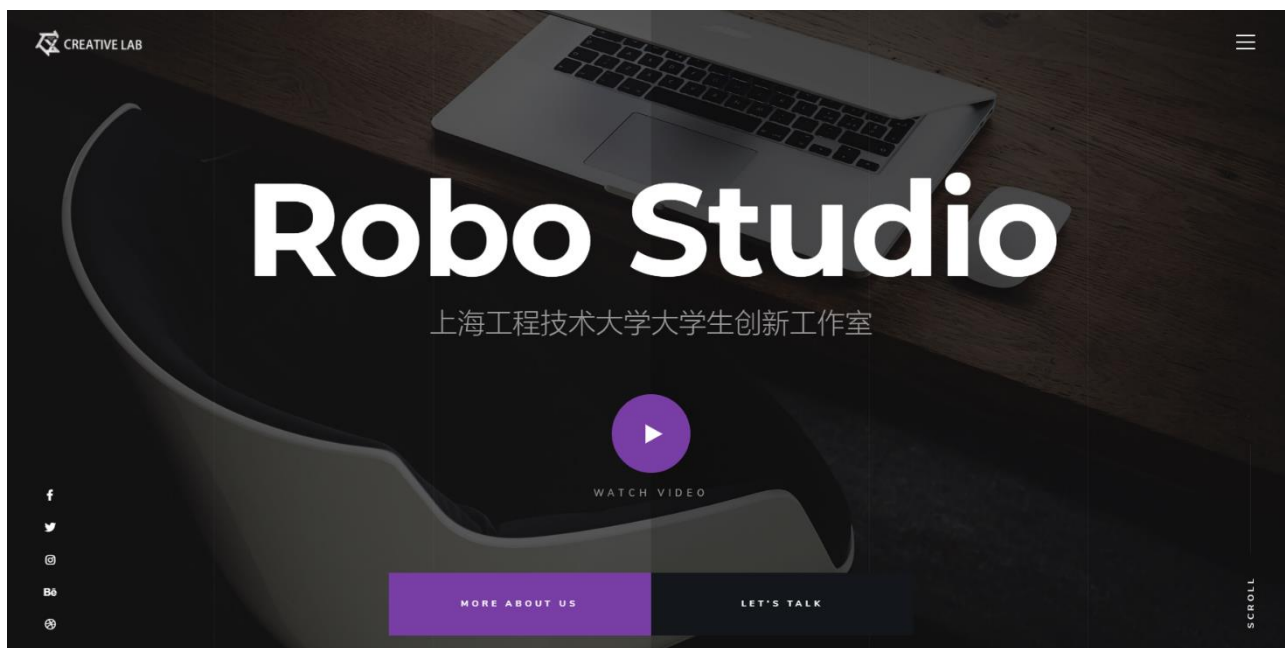 CREATIVE LAB
Robo Studio
上海工程技术大学大学生创新工作室
WATCH VIDEO
Bē
MORE ABOUT US
LET'S TALK
SCROLL